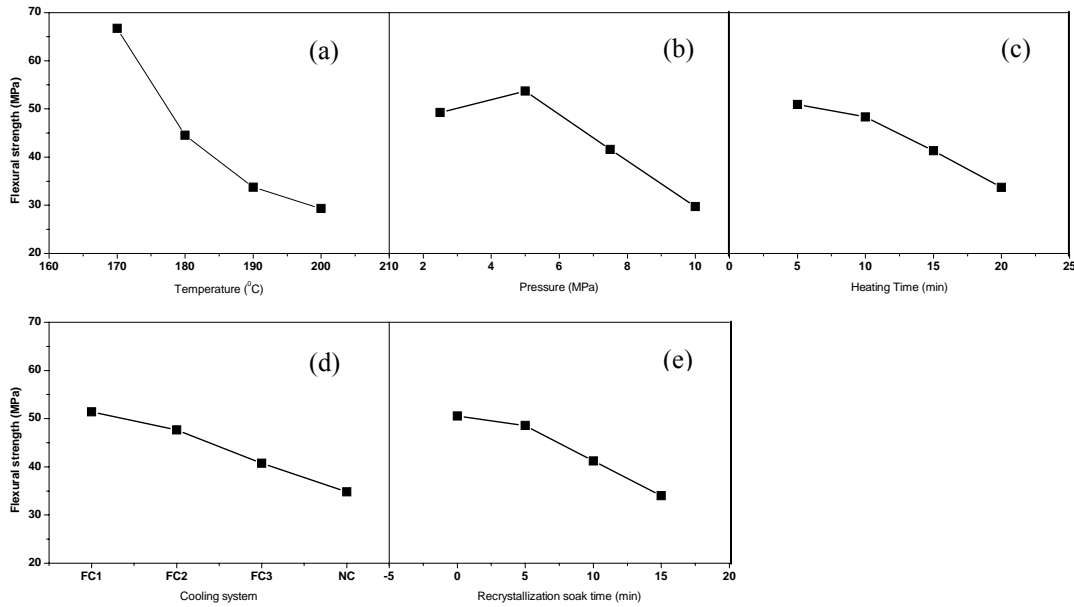 70
60
50
40
30
20
Flexural strength (MPa)
(a)
(b)
(c)
160 170 180 190 200 210 2 4 6 8 10 0 5 10 15 20 25
Temperature (⁰C) Pressure (MPa) Heating Time (min)
70
60
50
40
30
20
Flexural strength (MPa)
(d)
(e)
FC1 FC2 FC3 NC -5 0 5 10 15 20
Cooling system Recrystallization soak time (min)